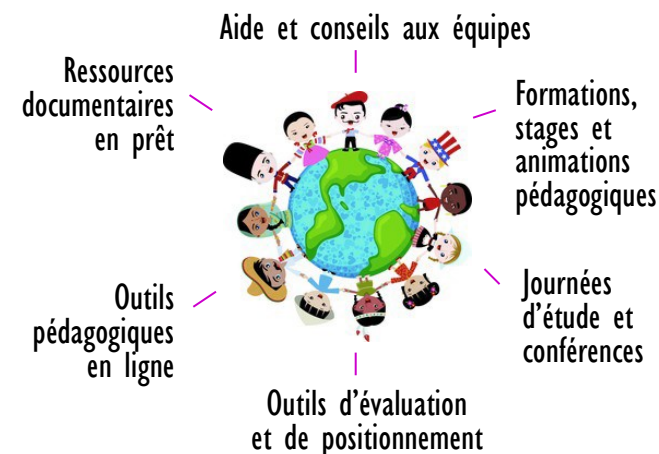 Aide et conseils aux équipes
Ressources
documentaires
en prêt
Formations,
stages et
animations
pédagogiques
Outils
pédagogiques
en ligne
Journées
d'étude et
conférences
Outils d'évaluation
et de positionnement